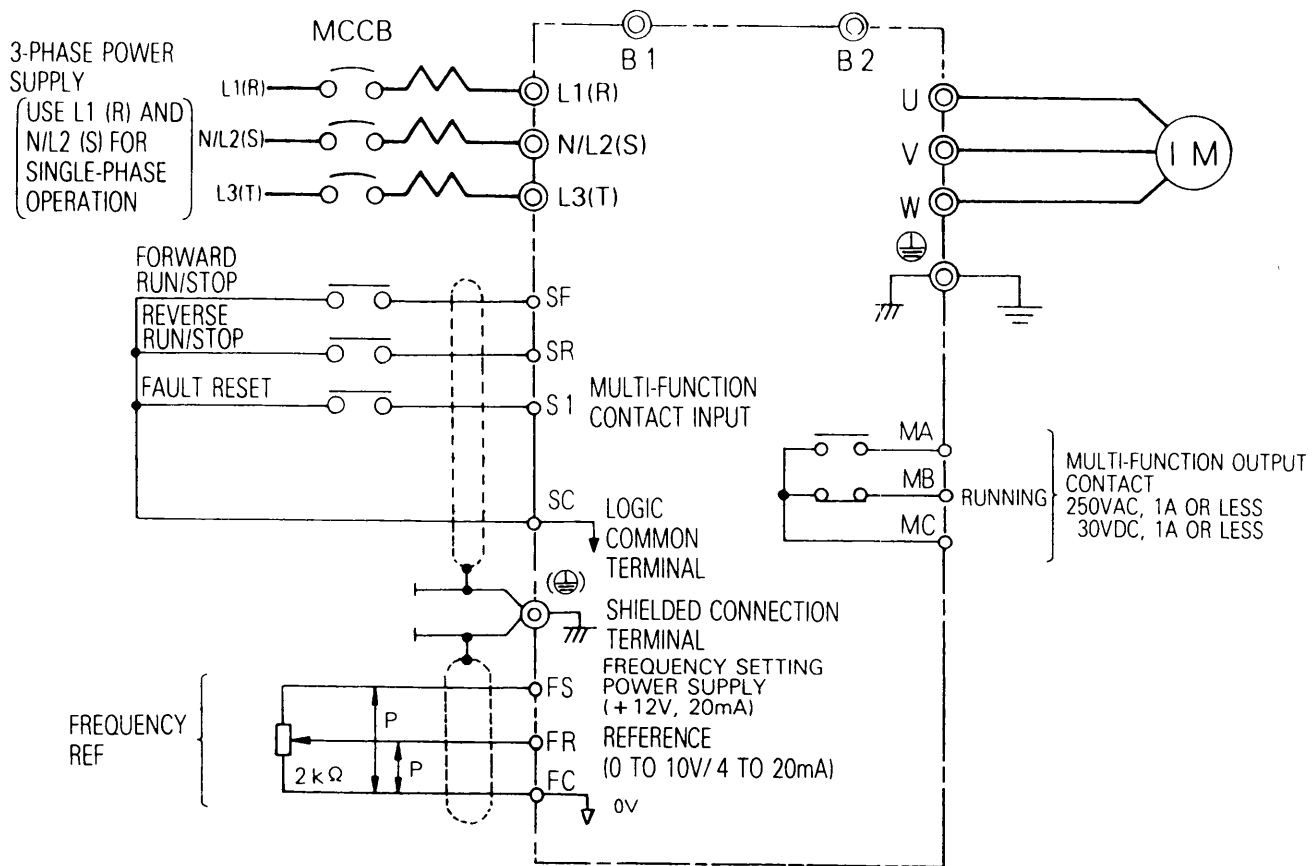 MCCB
B1
B2
3-PHASE POWER
SUPPLY
USE L1 (R) AND
N/L2 (S) FOR
SINGLE-PHASE
OPERATION
L1(R)
N/L2(S)
L3(T)
L1(R)
N/L2(S)
L3(T)
U
V
W
IM
FORWARD
RUN/STOP
REVERSE
RUN/STOP
FAULT RESET
SF
SR
S1
MULTI-FUNCTION
CONTACT INPUT
SC
LOGIC
COMMON
TERMINAL
MA
MB
MC
RUNNING
MULTI-FUNCTION OUTPUT
CONTACT
250VAC, 1A OR LESS
30VDC, 1A OR LESS
SHIELDED CONNECTION
TERMINAL
FREQUENCY SETTING
POWER SUPPLY
(+12V, 20mA)
FS
FREQUENCY
REF
2kΩ
P
P
FR
REFERENCE
(0 TO 10V/4 TO 20mA)
FC
0V